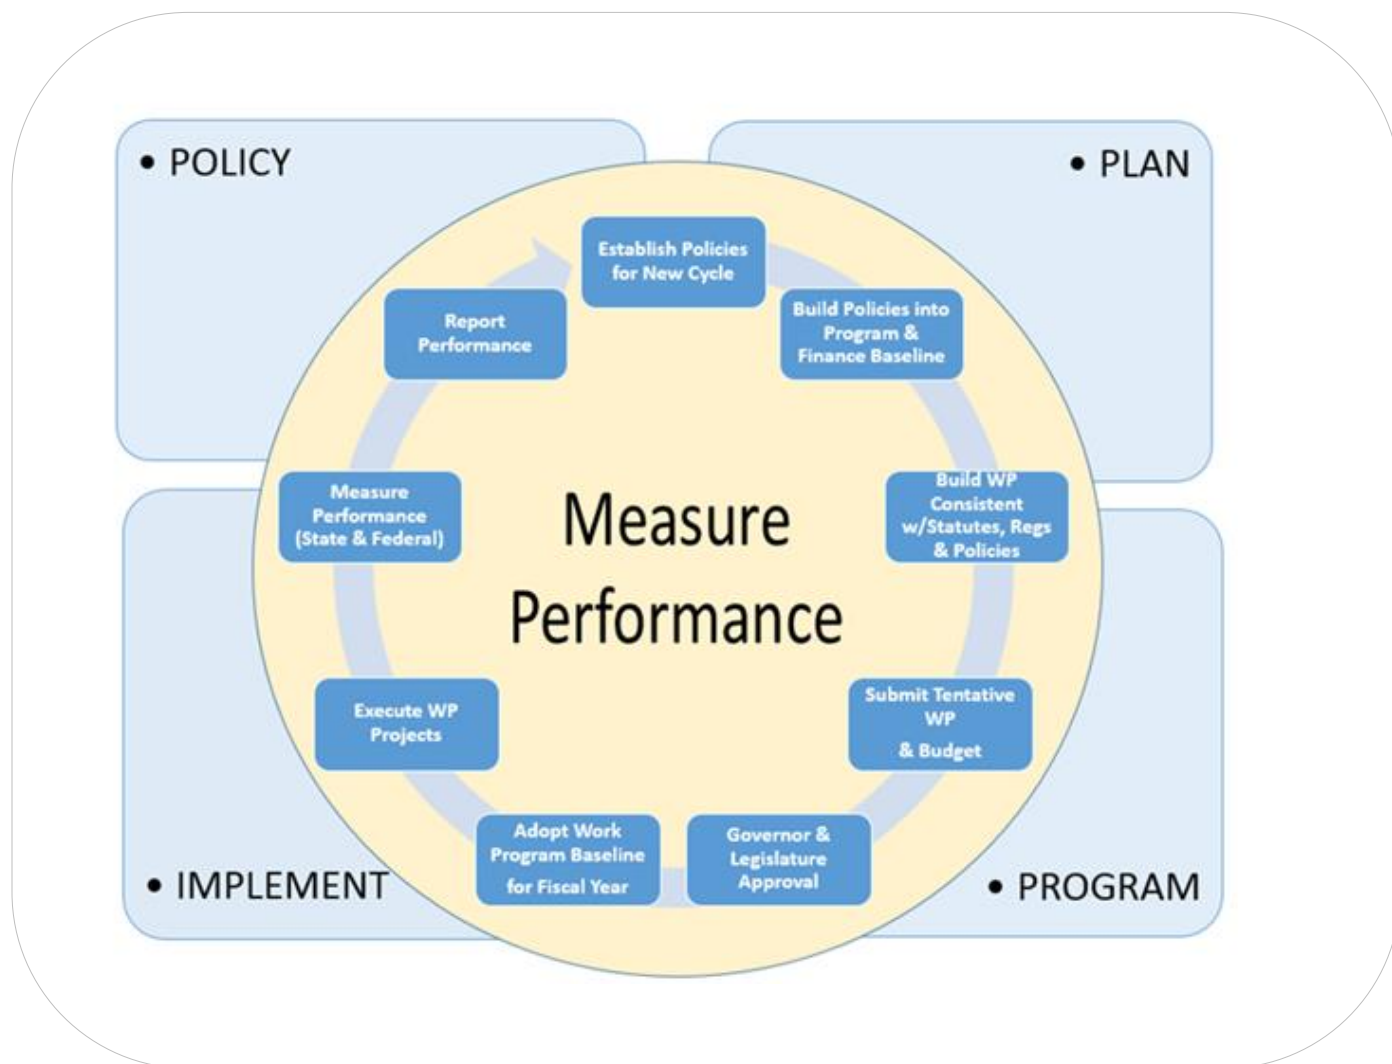 • POLICY
• PLAN
Establish Policies
for New Cycle
Build Policies into
Program &
Finance Baseline
Build WP
Consistent
w/Statutes, Regs
& Policies
Submit Tentative
WP
& Budget
Governor &
Legislature
Approval
Adopt Work
Program Baseline
for Fiscal Year
Execute WP
Projects
Measure
Performance
(State & Federal)
Report
Performance
Measure
Performance
• IMPLEMENT
• PROGRAM